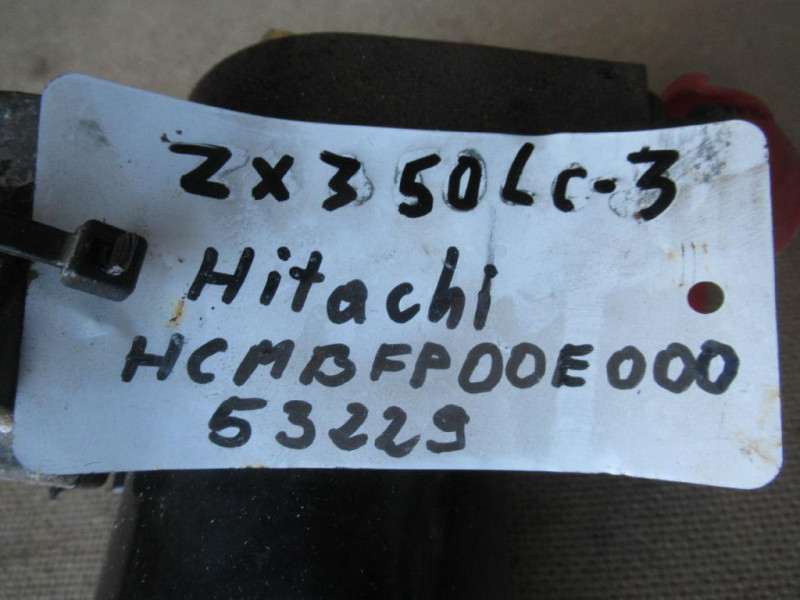 ZX350Lc-3
Hitachi
HCMBFP00E000
53229